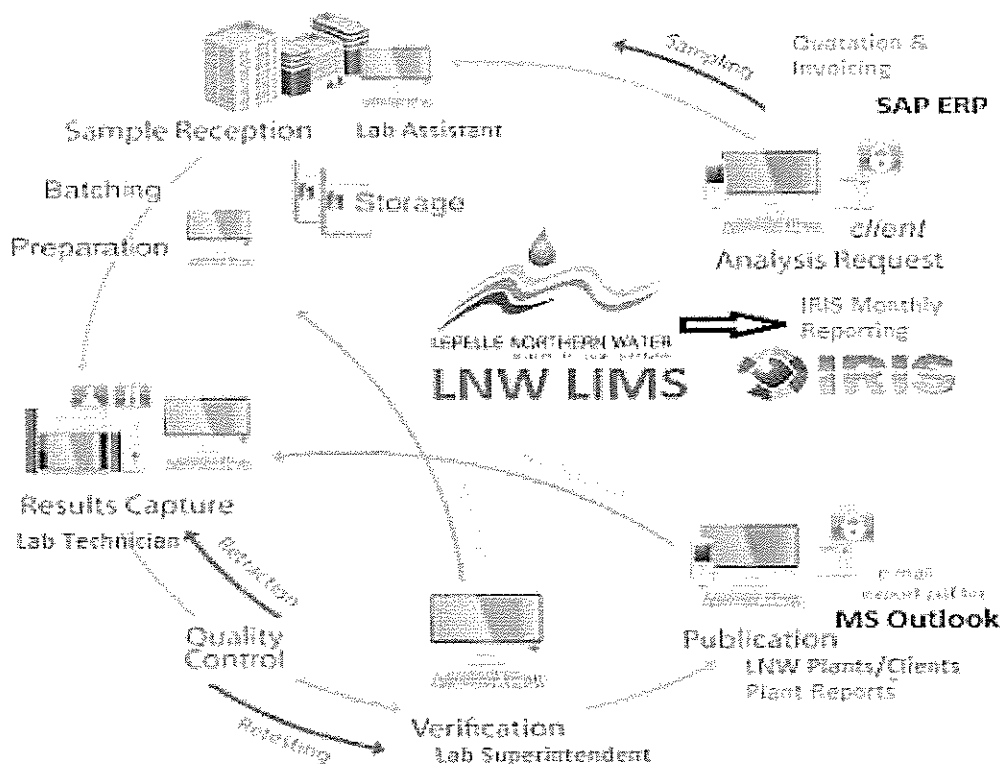 Sampling
Quotation &
Invoicing
SAP ERP
Sample Reception
Lab Assistant
Batching
Storage
Preparation
client
Analysis Request
IRIS Monthly
Reporting
LEPELLE NORTHERN WATER
LNW LIMS
IRIS
Results Capture
Lab Technician
Retraction
Quality
Control
Retesting
Verification
Lab Superintendent
e-mail
MS Outlook
Publication
LNW Plants/Clients
Plant Reports